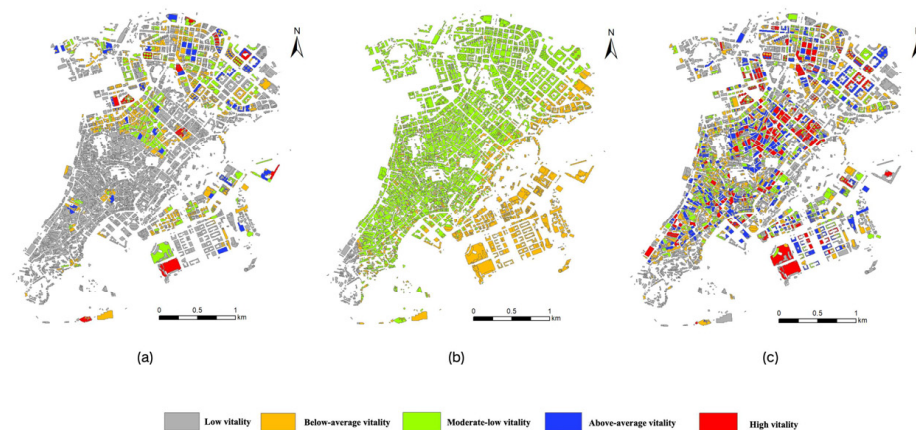 N
N
N
0 0.5 1
km
0 0.5 1
km
0 0.5 1
km
(a)
(b)
(c)
Low vitality
Below-average vitality
Moderate-low vitality
Above-average vitality
High vitality